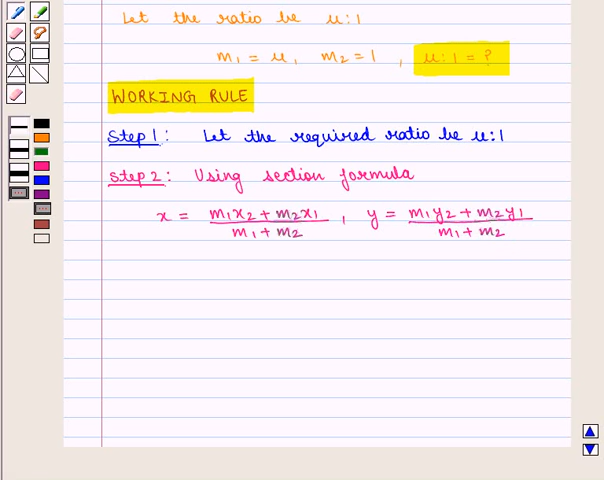 Let the ratio be u:1
m₁ = u, m₂ = 1, u:1 = ?
WORKING RULE
Step 1: Let the required ratio be u:1
Step 2: Using section formula
x = (m₁x₂ + m₂x₁)/(m₁ + m₂), y = (m₁y₂ + m₂y₁)/(m₁ + m₂)